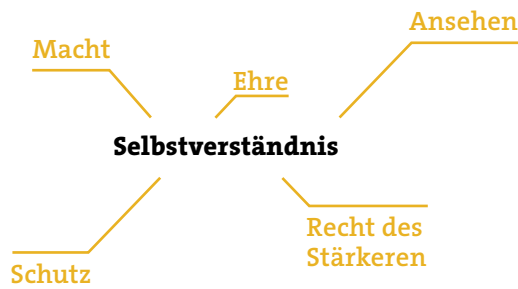 Ansehen
Macht
Ehre
Selbstverständnis
Recht des
Stärkeren
Schutz